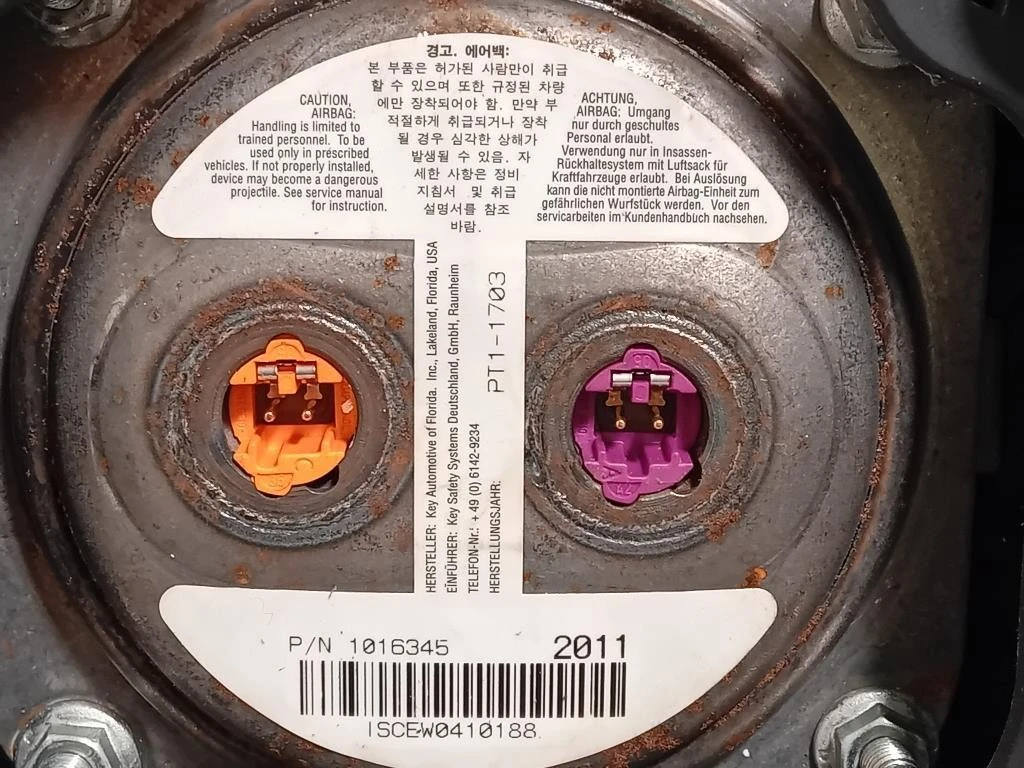 경고. 에어백:
본 부품은 허가된 사람만이 취급
할 수 있으며 또한 규정된 차량
에만 장착되어야 함. 만약 부
적절하게 취급되거나 장착
될 경우 심각한 상해가
발생될 수 있음. 자
세한 사항은 정비
지침서 및 취급
설명서를 참조
바람.
CAUTION,
AIRBAG:
Handling is limited to
trained personnel. To be
used only in prescribed
vehicles. If not properly installed,
device may become a dangerous
projectile. See service manual
for instruction.
ACHTUNG,
AIRBAG: Umgang
nur durch geschultes
Personal erlaubt.
Verwendung nur in Insassen-
Rückhaltesystem mit Luftsack für
Kraftfahrzeuge erlaubt. Bei Auslösung
kann die nicht montierte Airbag-Einheit zum
gefährlichen Wurfstück werden. Vor den
servicarbeiten im Kundenhandbuch nachsehen.
HERSTELLER: Key Automotive of Florida. Inc., Lakeland, Florida, USA
EINFÜHRER: Key Safety Systems Deutschland, GmbH, Raunheim
TELEFON-Nr.: +49 (0) 6142-9234
HERSTELLUNGSJAHR:
PT1-1703
P/N 1016345
2011
ISCEW0410188